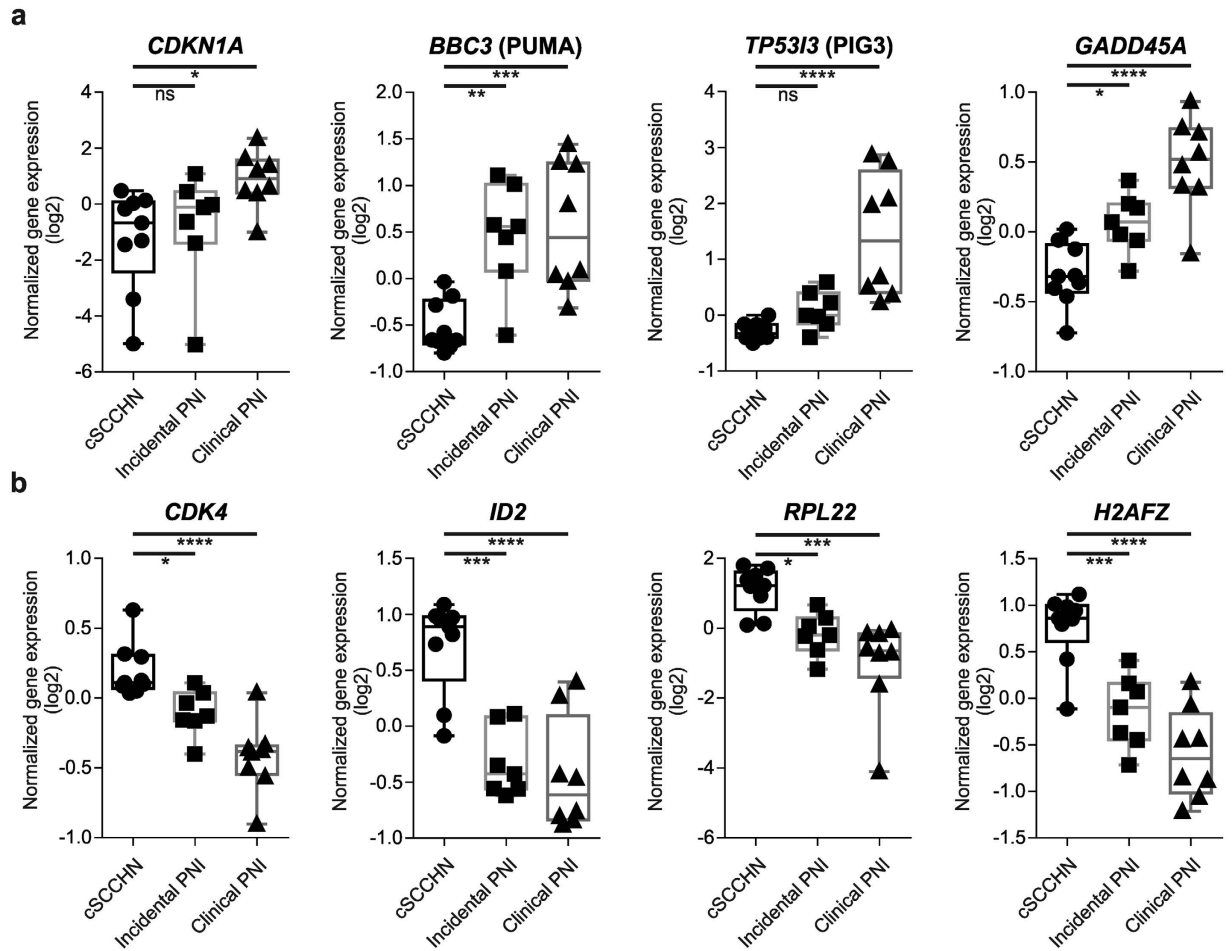 a
CDKN1A
*
ns
Normalized gene expression
(log2)
4
2
0
-2
-4
-6
cSCCHN
Incidental PNI
Clinical PNI
BBC3 (PUMA)
***
**
Normalized gene expression
(log2)
2.0
1.5
1.0
0.5
0.0
-0.5
-1.0
cSCCHN
Incidental PNI
Clinical PNI
TP53I3 (PIG3)
****
ns
Normalized gene expression
(log2)
4
3
2
1
0
-1
cSCCHN
Incidental PNI
Clinical PNI
GADD45A
****
*
Normalized gene expression
(log2)
1.0
0.5
0.0
-0.5
-1.0
cSCCHN
Incidental PNI
Clinical PNI
b
CDK4
****
*
Normalized gene expression
(log2)
1.0
0.5
0.0
-0.5
-1.0
cSCCHN
Incidental PNI
Clinical PNI
ID2
****
***
Normalized gene expression
(log2)
1.5
1.0
0.5
0.0
-0.5
-1.0
cSCCHN
Incidental PNI
Clinical PNI
RPL22
***
*
Normalized gene expression
(log2)
2
0
-2
-4
-6
cSCCHN
Incidental PNI
Clinical PNI
H2AFZ
****
***
Normalized gene expression
(log2)
1.5
1.0
0.5
0.0
-0.5
-1.0
-1.5
cSCCHN
Incidental PNI
Clinical PNI